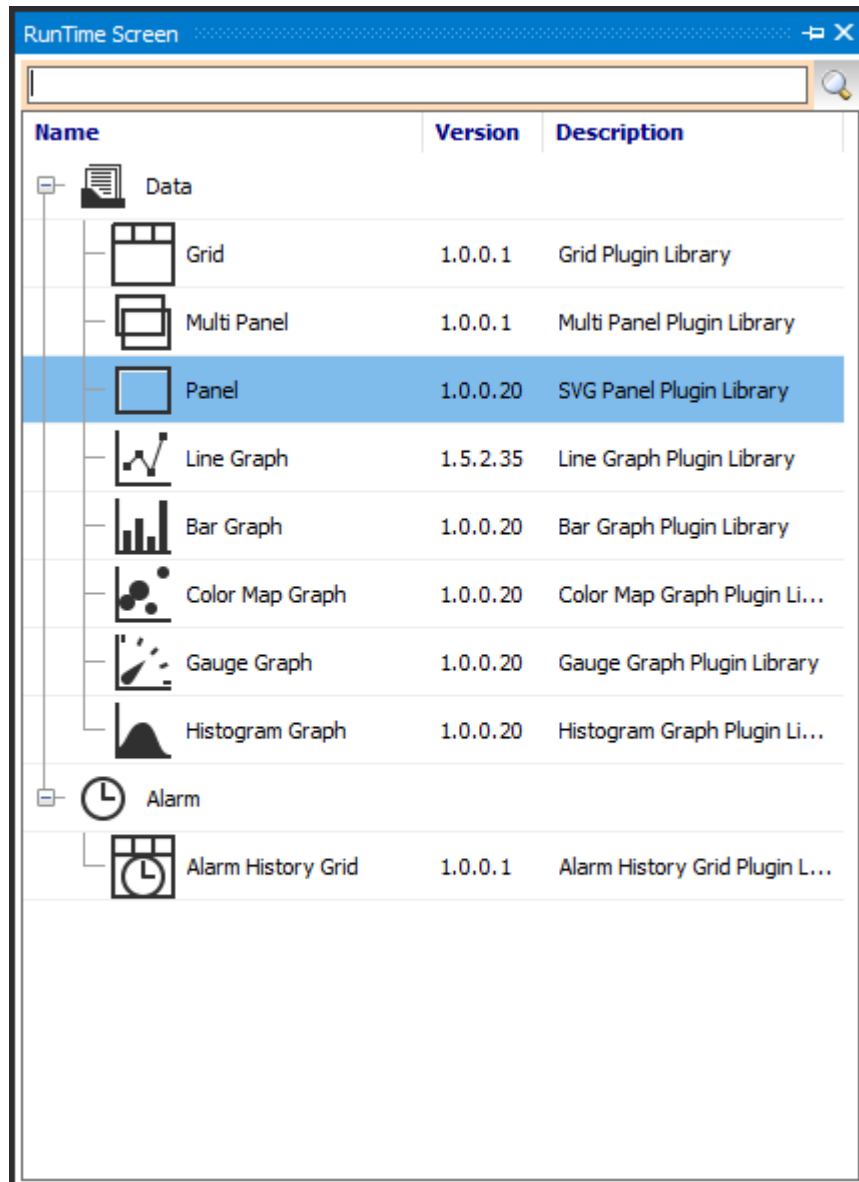 RunTime Screen
Name Version Description
Data
Grid 1.0.0.1 Grid Plugin Library
Multi Panel 1.0.0.1 Multi Panel Plugin Library
Panel 1.0.0.20 SVG Panel Plugin Library
Line Graph 1.5.2.35 Line Graph Plugin Library
Bar Graph 1.0.0.20 Bar Graph Plugin Library
Color Map Graph 1.0.0.20 Color Map Graph Plugin Li...
Gauge Graph 1.0.0.20 Gauge Graph Plugin Library
Histogram Graph 1.0.0.20 Histogram Graph Plugin Li...
Alarm
Alarm History Grid 1.0.0.1 Alarm History Grid Plugin L...